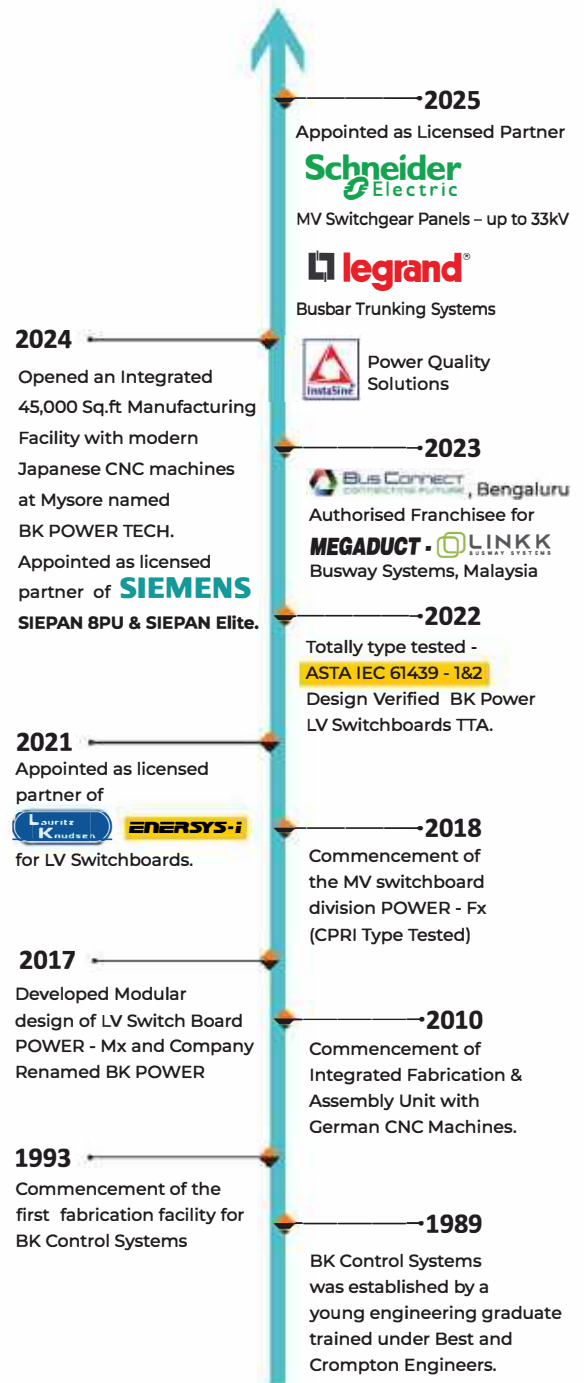 2025
Appointed as Licensed Partner
Schneider
Electric
MV Switchgear Panels – up to 33kV
legrand®
Busbar Trunking Systems
InstaSine
Power Quality
Solutions
2024
Opened an Integrated
45,000 Sq.ft Manufacturing
Facility with modern
Japanese CNC machines
at Mysore named
BK POWER TECH.
Appointed as licensed
partner of SIEMENS
SIEPAN 8PU & SIEPAN Elite.
2023
BUS CONNECT
CONNECTING FUTURE , Bengaluru
Authorised Franchisee for
MEGADUCT - LINKK
BUSWAY SYSTEMS
Busway Systems, Malaysia
2022
Totally type tested -
ASTA IEC 61439 - 1&2
Design Verified BK Power
LV Switchboards TTA.
2021
Appointed as licensed
partner of
Lauritz
Knudsen
ENERSYS-i
for LV Switchboards.
2018
Commencement of
the MV switchboard
division POWER - Fx
(CPRI Type Tested)
2017
Developed Modular
design of LV Switch Board
POWER - Mx and Company
Renamed BK POWER
2010
Commencement of
Integrated Fabrication &
Assembly Unit with
German CNC Machines.
1993
Commencement of the
first fabrication facility for
BK Control Systems
1989
BK Control Systems
was established by a
young engineering graduate
trained under Best and
Crompton Engineers.